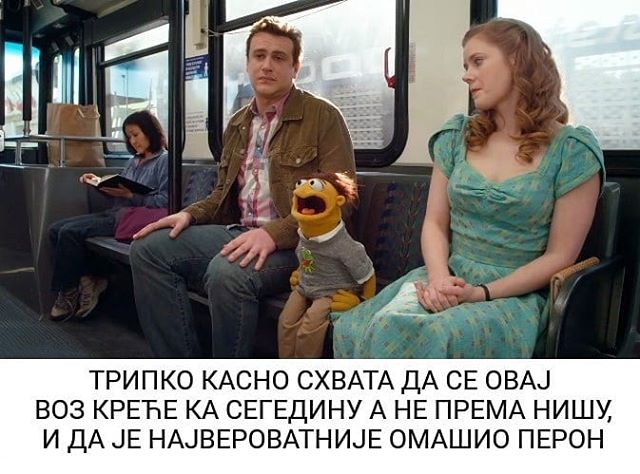 ТРИПКО КАСНО СХВАТА ДА СЕ ОВАЈ
ВОЗ КРЕЋЕ КА СЕГЕДИНУ А НЕ ПРЕМА НИШУ,
И ДА ЈЕ НАЈВЕРОВАТНИЈЕ ОМАШИО ПЕРОН